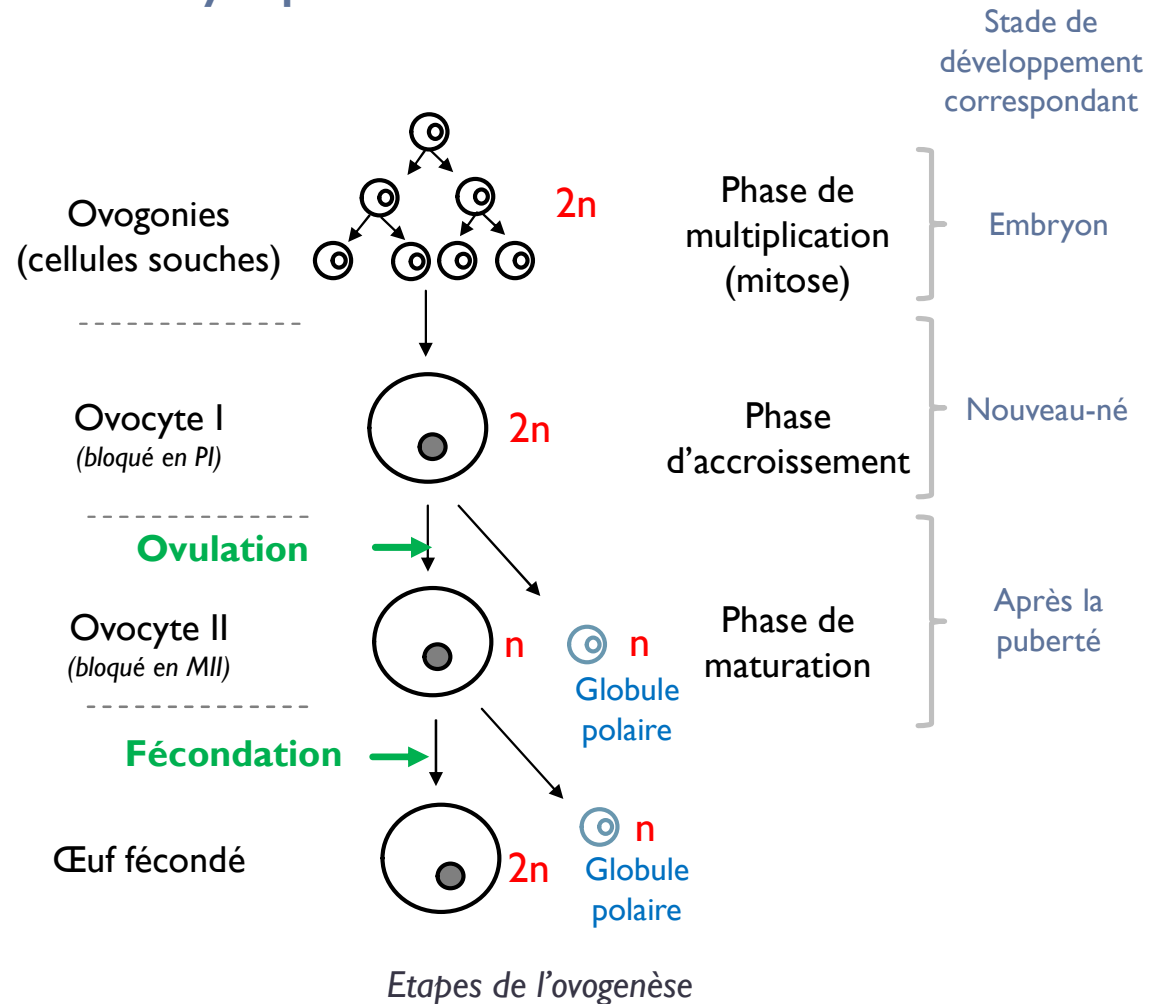 Stade de
développement
correspondant
Ovogonies
(cellules souches)
2n
Phase de
multiplication
(mitose)
Embryon
Ovocyte I
(bloqué en PI)
2n
Phase
d'accroissement
Nouveau-né
Ovulation
Ovocyte II
(bloqué en MII)
n
n
Globule
polaire
Phase de
maturation
Après la
puberté
Fécondation
Œuf fécondé
2n
n
Globule
polaire
Etapes de l'ovogenèse